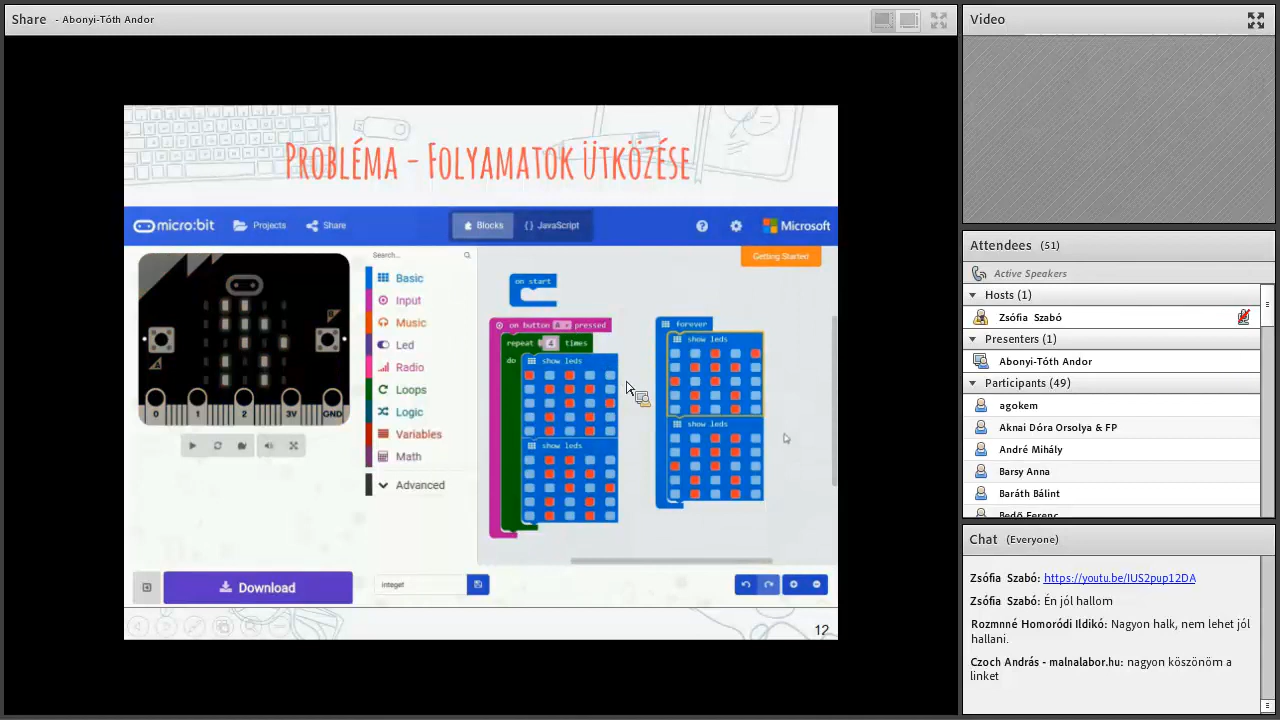 Share - Abonyi-Tóth Andor
Probléma - Folyamatok ütközése
micro:bit Projects Share Blocks {} JavaScript ? Microsoft
Search...
Getting Started
Basic
Input
Music
Led
Radio
Loops
Logic
Variables
Math
Advanced
A
B
0 1 2 3V GND
on start
on button A pressed
repeat 4 times
do show leds
show leds
forever
show leds
show leds
Download
integet
12
Video
Attendees (51)
Active Speakers
Hosts (1)
Zsófia Szabó
Presenters (1)
Abonyi-Tóth Andor
Participants (49)
agokem
Aknai Dóra Orsolya & FP
André Mihály
Barsy Anna
Baráth Bálint
Bedő Ferenc
Chat (Everyone)
Zsófia Szabó: https://youtu.be/IUS2pup12DA
Zsófia Szabó: Én jól hallom
Rozmnné Homoródi Ildikó: Nagyon halk, nem lehet jól
hallani.
Czoch András - malnalabor.hu: nagyon köszönöm a
linket